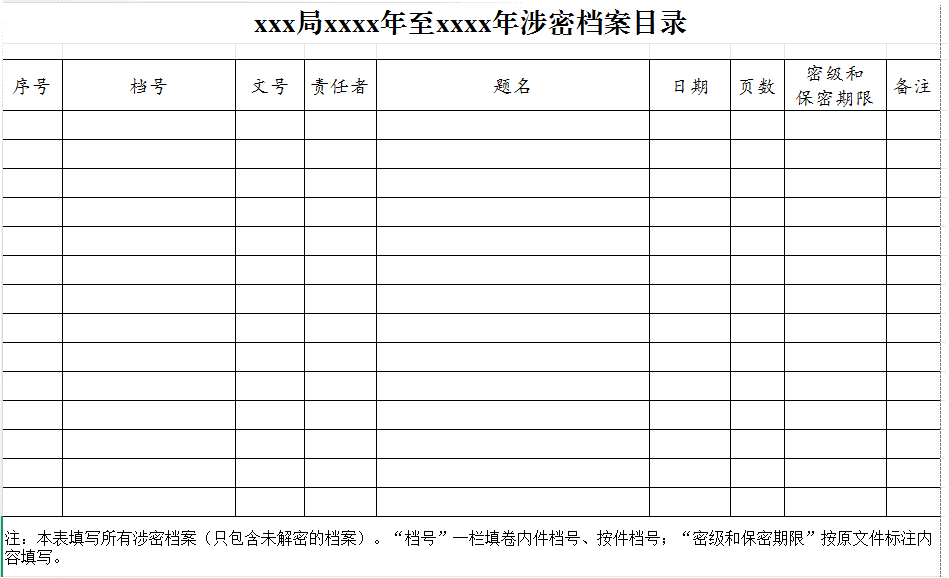 xxx局xxxx年至xxxx年涉密档案目录
序号 档号 文号 责任者 题名 日期 页数 密级和 备注
保密期限
注：本表填写所有涉密档案（只包含未解密的档案）。“档号”一栏填卷内件档号、按件档号；“密级和保密期限”按原文件标注内
容填写。